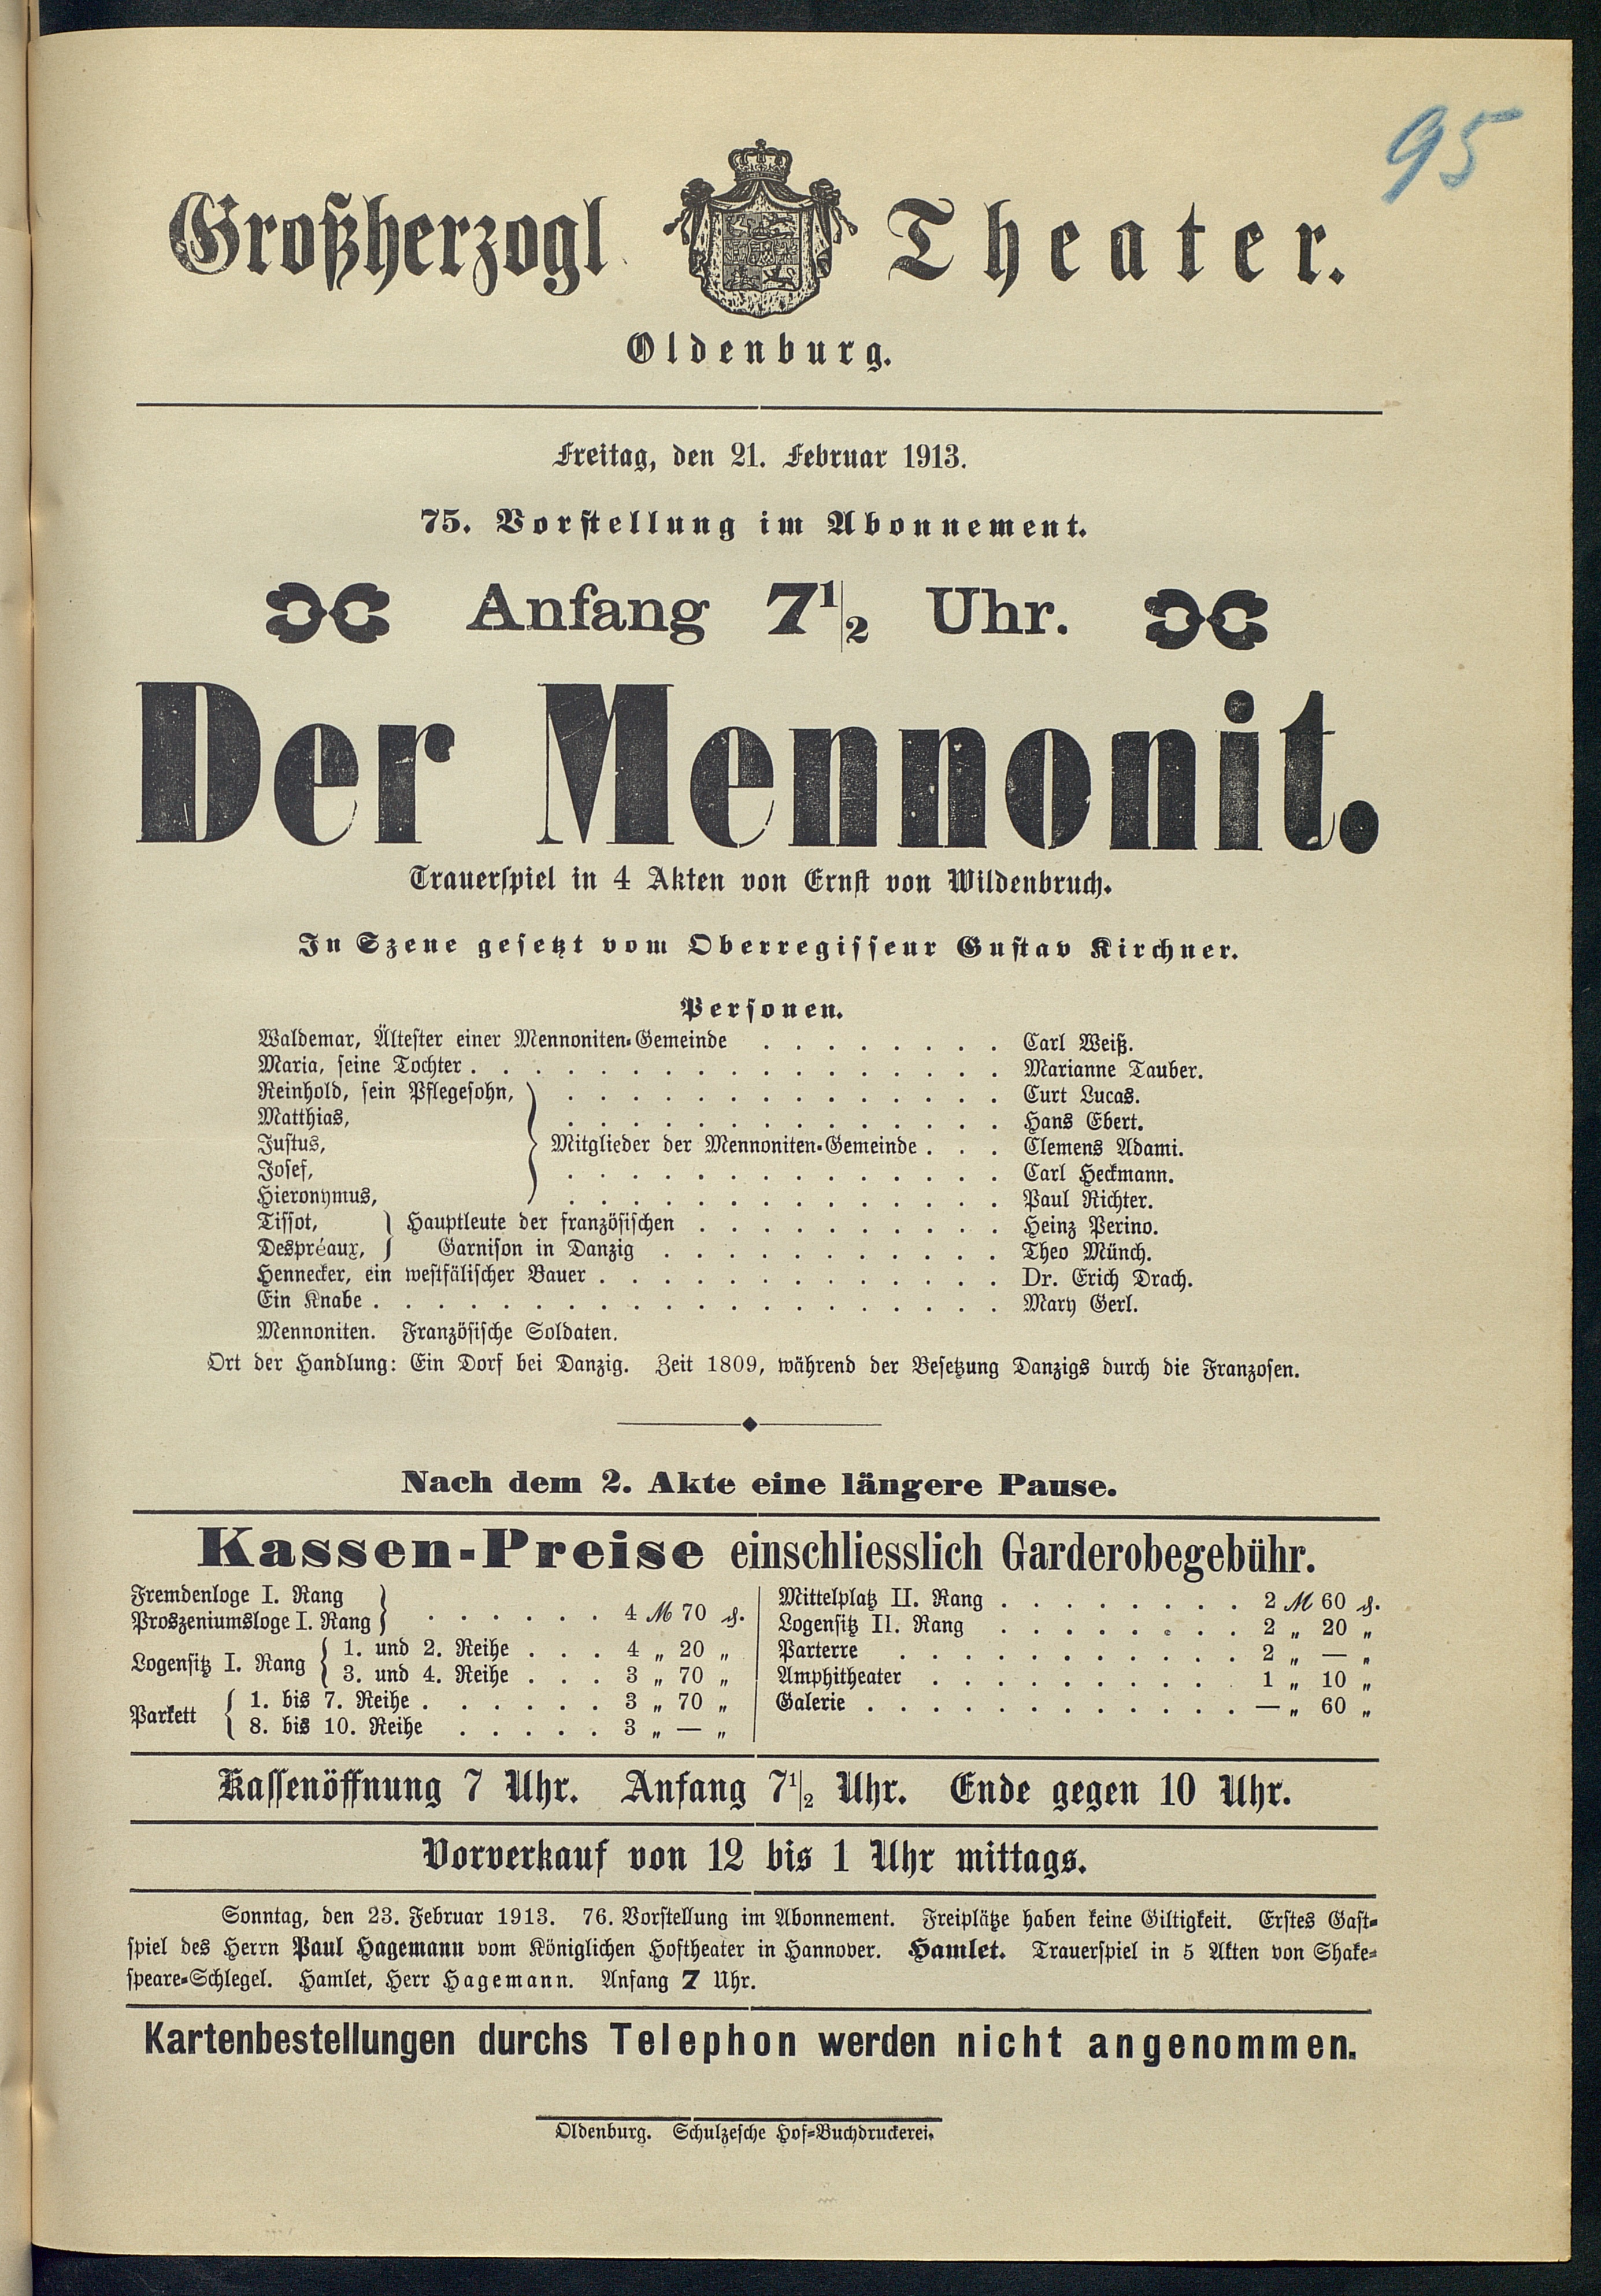 95
Großherzogl Theater.
Oldenburg.
Freitag, den 21. Februar 1913.
75. Vorstellung im Abonnement.
Anfang 7 1/2 Uhr.
Der Mennonit.
Trauerspiel in 4 Akten von Ernst von Wildenbruch.
In Szene gesetzt vom Oberregisseur Gustav Kirchner.
Personen.
Waldemar, Ältester einer Mennoniten-Gemeinde . . . . . . . . Carl Weiß.
Maria, seine Tochter . . . . . . . . . . . . . . . . . Marianne Tauber.
Reinhold, sein Pflegesohn, . . . . . . . . . . . . . . Curt Lucas.
Matthias, . . . . . . . . . . . . . . Hans Ebert.
Justus, } Mitglieder der Mennoniten-Gemeinde . . . Clemens Adami.
Josef, . . . . . . . . . . . . . . Carl Heckmann.
Hieronymus, . . . . . . . . . . . . . . Paul Richter.
Tissot, } Hauptleute der französischen . . . . . . . . . . Heinz Perino.
Despréaux, } Garnison in Danzig . . . . . . . . . . . Theo Münch.
Hennecker, ein westfälischer Bauer . . . . . . . . . . . . . Dr. Erich Drach.
Ein Knabe . . . . . . . . . . . . . . . . . . . . Mary Gerl.
Mennoniten. Französische Soldaten.
Ort der Handlung: Ein Dorf bei Danzig. Zeit 1809, während der Besetzung Danzigs durch die Franzosen.
Nach dem 2. Akte eine längere Pause.
Kassen-Preise einschliesslich Garderobegebühr.
Fremdenloge I. Rang
Proszeniumsloge I. Rang } . . . . . . 4 M 70 ₰.
Logensitz I. Rang { 1. und 2. Reihe . . . 4 „ 20 „
3. und 4. Reihe . . . 3 „ 70 „
Parkett { 1. bis 7. Reihe . . . . . . 3 „ 70 „
8. bis 10. Reihe . . . . . 3 „ — „
Mittelplatz II. Rang . . . . . . . . 2 M 60 ₰.
Logensitz II. Rang . . . . . . . . 2 „ 20 „
Parterre . . . . . . . . . . . 2 „ — „
Amphitheater . . . . . . . . . 1 „ 10 „
Galerie . . . . . . . . . . . . — „ 60 „
Kassenöffnung 7 Uhr. Anfang 7 1/2 Uhr. Ende gegen 10 Uhr.
Vorverkauf von 12 bis 1 Uhr mittags.
Sonntag, den 23. Februar 1913. 76. Vorstellung im Abonnement. Freiplätze haben keine Giltigkeit. Erstes Gast-
spiel des Herrn Paul Hagemann vom Königlichen Hoftheater in Hannover. Hamlet. Trauerspiel in 5 Akten von Shake-
speare-Schlegel. Hamlet, Herr Hagemann. Anfang 7 Uhr.
Kartenbestellungen durchs Telephon werden nicht angenommen.
Oldenburg. Schulzesche Hof-Buchdruckerei.